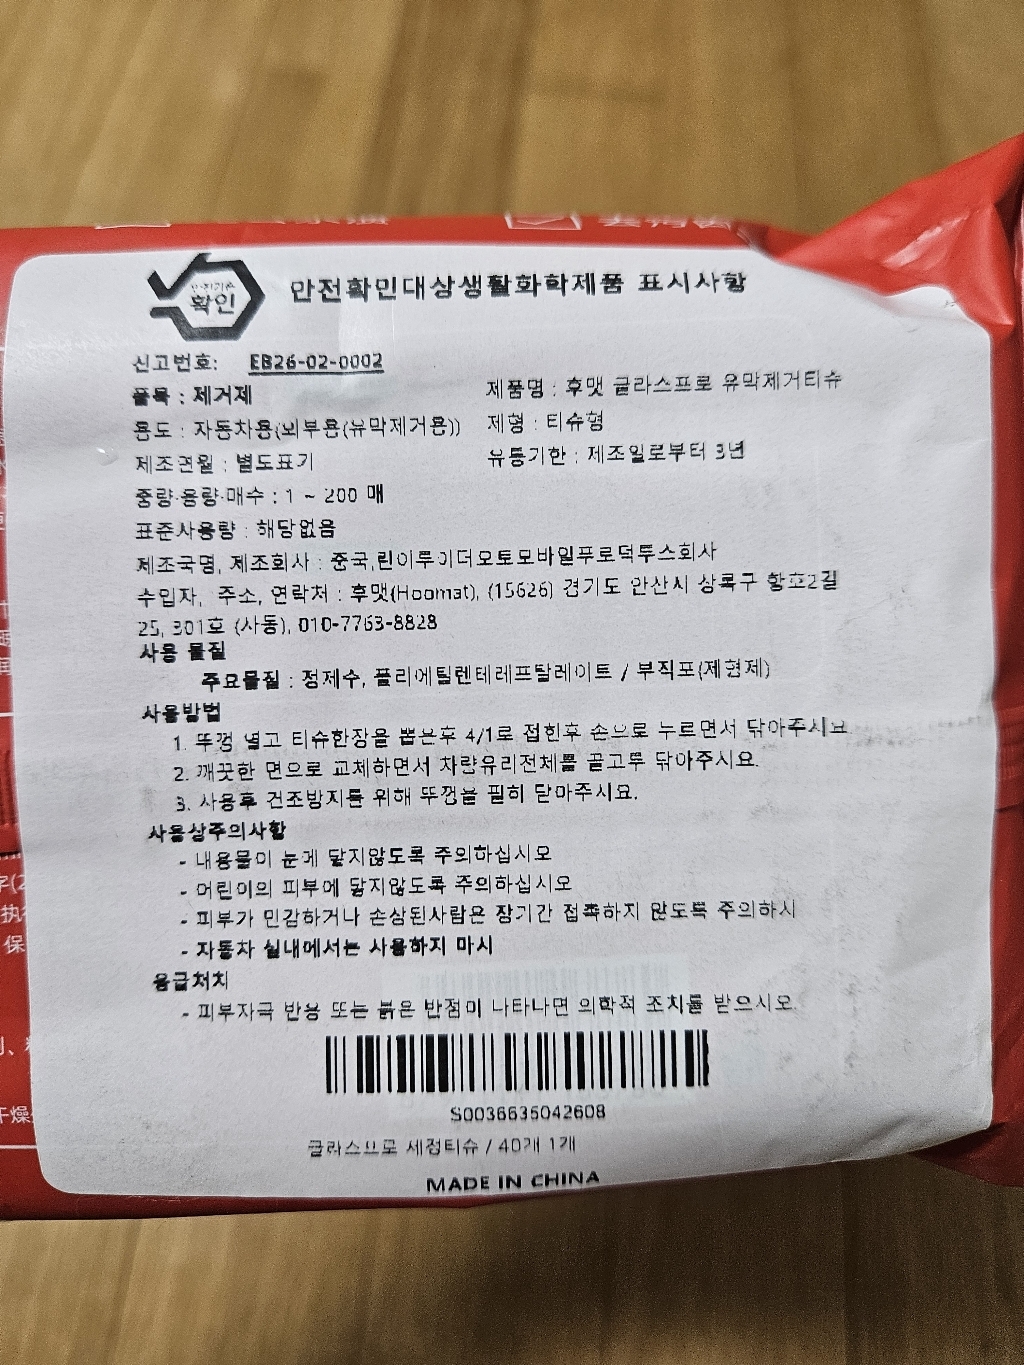 안전기준
확인
안전확인대상생활화학제품 표시사항
신고번호: EB26-02-0002
품목 : 제거제
제품명 : 후맷 글라스프로 유막제거티슈
용도 : 자동차용(외부용(유막제거용))
제형 : 티슈형
제조연월 : 별도표기
유통기한 : 제조일로부터 3년
중량·용량·매수 : 1 ~ 200 매
표준사용량 : 해당없음
제조국명, 제조회사 : 중국,린이루이더오토모바일푸로덕투스회사
수입자, 주소, 연락처 : 후맷(Hoomat), (15626) 경기도 안산시 상록구 항호2길
25, 301호 (사동), 010-7763-8828
사용 물질
주요물질 : 정제수, 폴리에틸렌테레프탈레이트 / 부직포(제형제)
사용방법
1. 뚜껑 열고 티슈한장을 뽑은후 4/1로 접힌후 손으로 누르면서 닦아주시요
2. 깨끗한 면으로 교체하면서 차량유리전체를 골고루 닦아주시요.
3. 사용후 건조방지를 위해 뚜껑을 필히 닫아주시요.
사용상주의사항
- 내용물이 눈게 닿지않도록 주의하십시오
- 어린이의 피부에 닿지않도록 주의하십시오
- 피부가 민감하거나 손상된사람은 장기간 접촉하지 않도록 주의하시
- 자동차 실내에서는 사용하지 마시
응급처치
- 피부자극 반응 또는 붉은 반점이 나타나면 의학적 조치를 받으시오.
S0036635042608
글라스프로 세정티슈 / 40개 1개
MADE IN CHINA